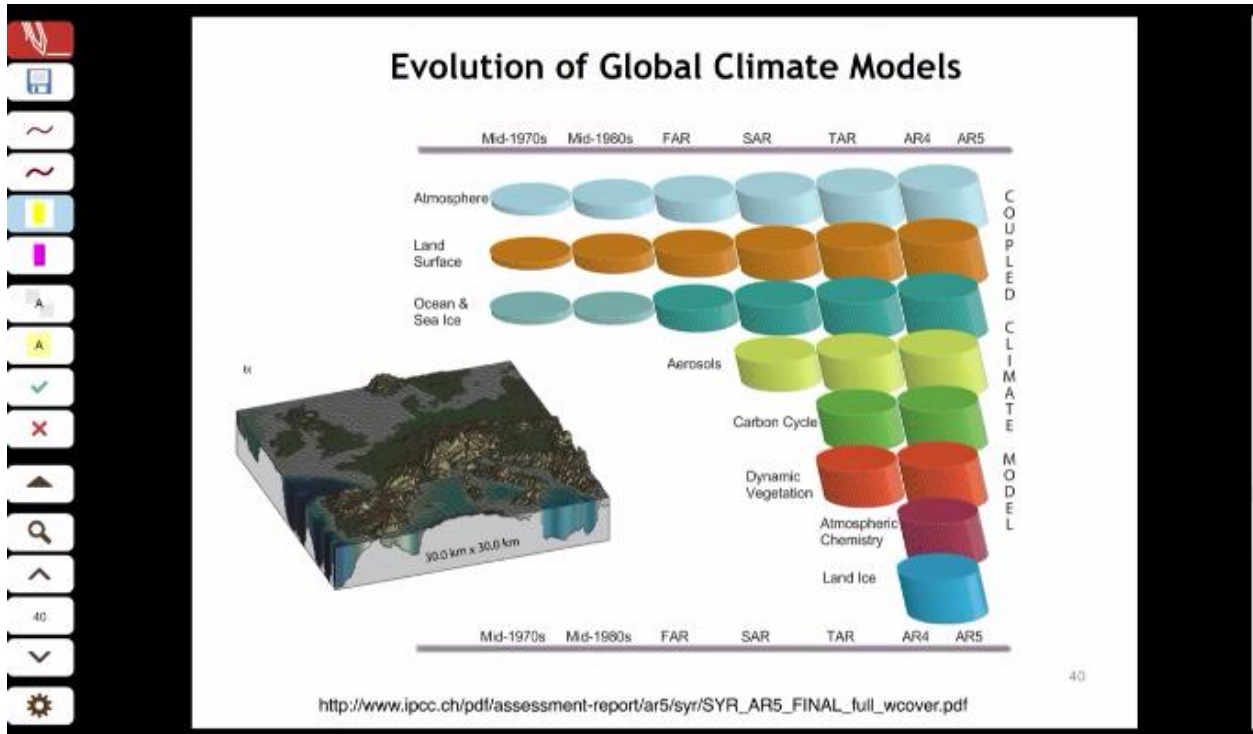 Evolution of Global Climate Models
Mid-1970s Mid-1980s FAR SAR TAR AR4 AR5
Atmosphere
Land
Surface
Ocean &
Sea Ice
Aerosols
Carbon Cycle
Dynamic
Vegetation
Atmospheric
Chemistry
Land Ice
COUPLED CLIMATE MODEL
30.0 km x 30.0 km
Mid-1970s Mid-1980s FAR SAR TAR AR4 AR5
40
http://www.ipcc.ch/pdf/assessment-report/ar5/syr/SYR_AR5_FINAL_full_wcover.pdf
A
A
40